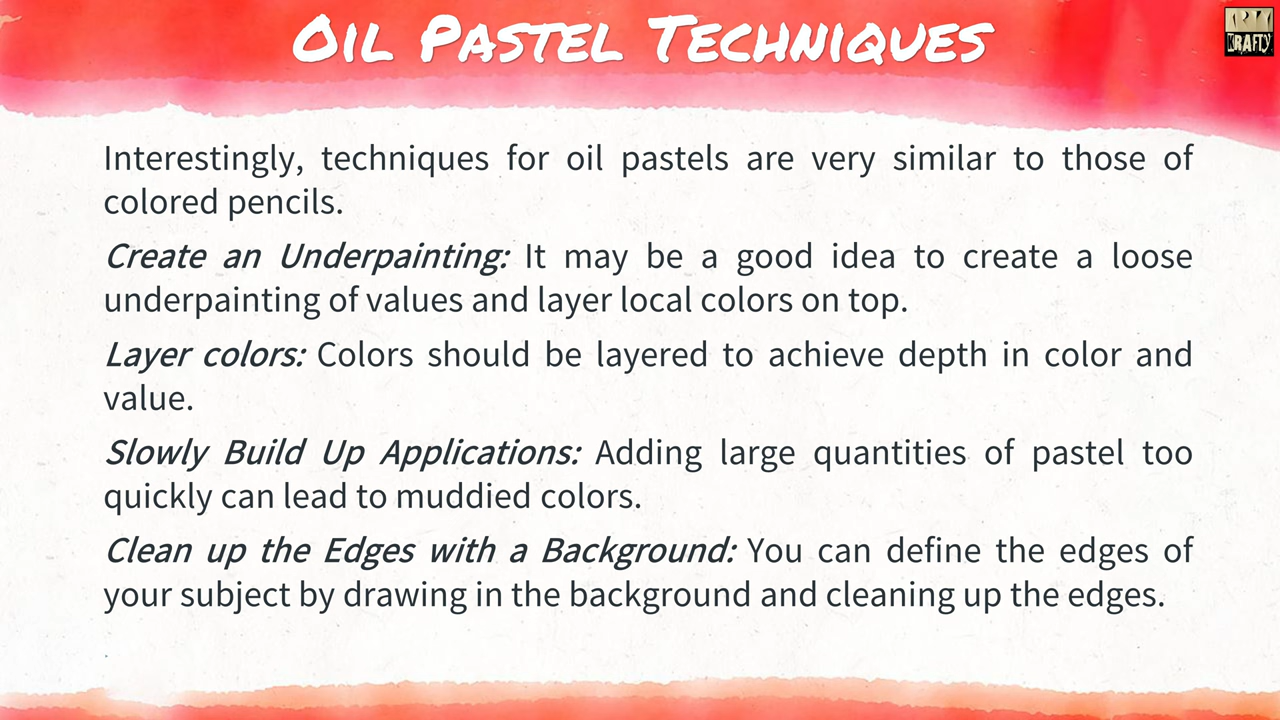 Oil Pastel Techniques
ARTY
KRAFTY
Interestingly, techniques for oil pastels are very similar to those of
colored pencils.
Create an Underpainting: It may be a good idea to create a loose
underpainting of values and layer local colors on top.
Layer colors: Colors should be layered to achieve depth in color and
value.
Slowly Build Up Applications: Adding large quantities of pastel too
quickly can lead to muddied colors.
Clean up the Edges with a Background: You can define the edges of
your subject by drawing in the background and cleaning up the edges.